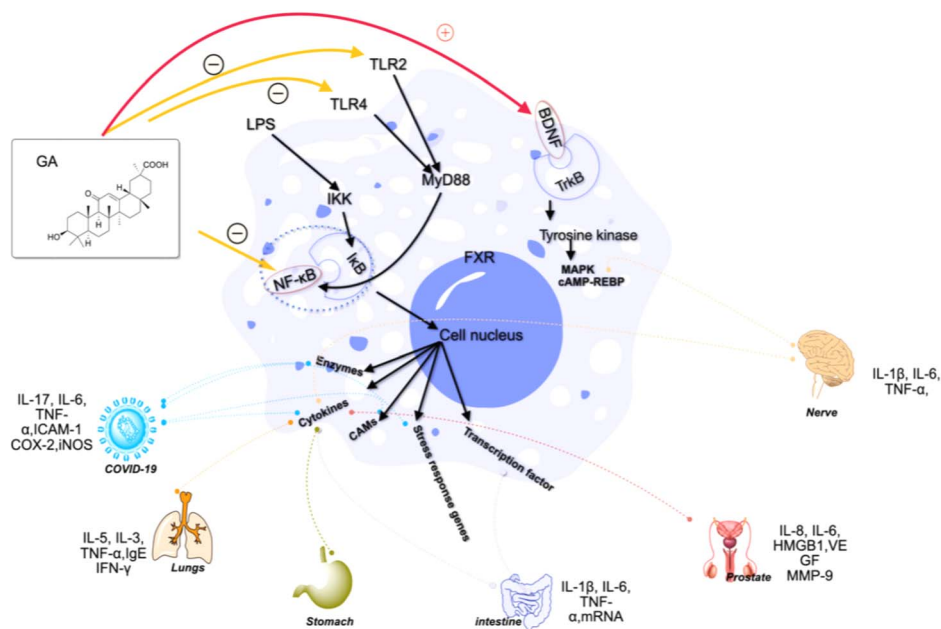 GA
COOH
O
HO
H
H
TLR2
TLR4
LPS
MyD88
IKK
IκB
NF-κB
BDNF
TrkB
Tyrosine kinase
MAPK
cAMP-REBP
FXR
Cell nucleus
Enzymes
Cytokines
CAMs
Stress response genes
Transcription factor
IL-17, IL-6,
TNF-
α,ICAM-1
COX-2,iNOS
COVID-19
IL-5, IL-3,
TNF-α,IgE
IFN-γ
Lungs
Stomach
intestine
IL-1β, IL-6,
TNF-
α,mRNA
Prostate
IL-8, IL-6,
HMGB1,VE
GF
MMP-9
Nerve
IL-1β, IL-6,
TNF-α,